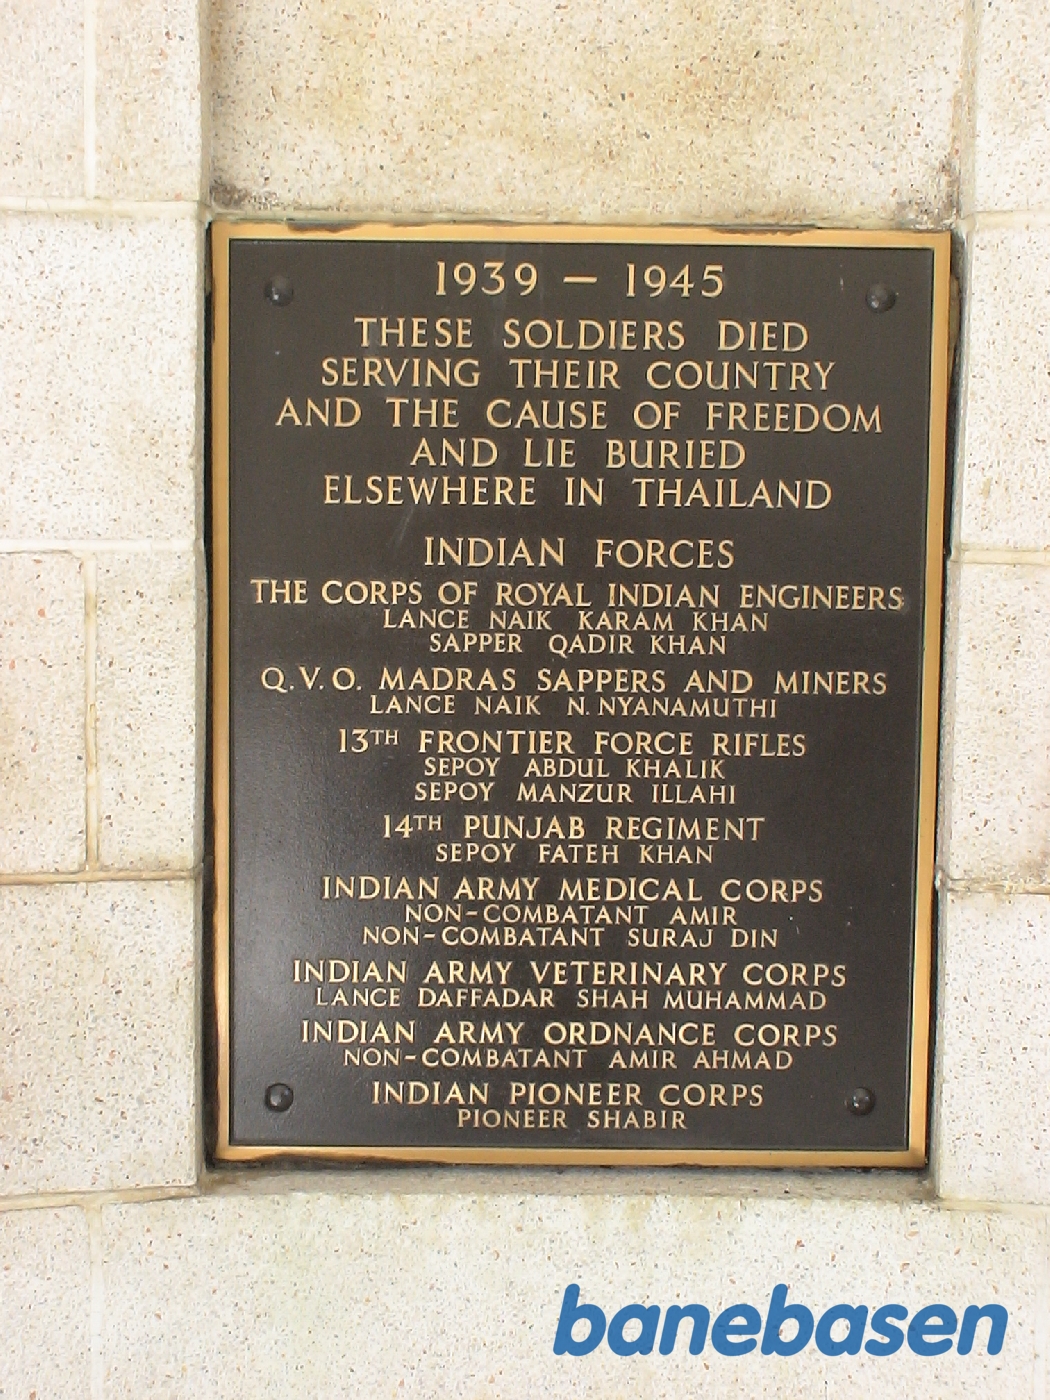 1939 – 1945
THESE SOLDIERS DIED
SERVING THEIR COUNTRY
AND THE CAUSE OF FREEDOM
AND LIE BURIED
ELSEWHERE IN THAILAND
INDIAN FORCES
THE CORPS OF ROYAL INDIAN ENGINEERS
LANCE NAIK KARAM KHAN
SAPPER QADIR KHAN
Q.V.O. MADRAS SAPPERS AND MINERS
LANCE NAIK N. NYANAMUTHI
13TH FRONTIER FORCE RIFLES
SEPOY ABDUL KHALIK
SEPOY MANZUR ILLAHI
14TH PUNJAB REGIMENT
SEPOY FATEH KHAN
INDIAN ARMY MEDICAL CORPS
NON-COMBATANT AMIR
NON-COMBATANT SURAJ DIN
INDIAN ARMY VETERINARY CORPS
LANCE DAFFADAR SHAH MUHAMMAD
INDIAN ARMY ORDNANCE CORPS
NON-COMBATANT AMIR AHMAD
INDIAN PIONEER CORPS
PIONEER SHABIR
banebasen